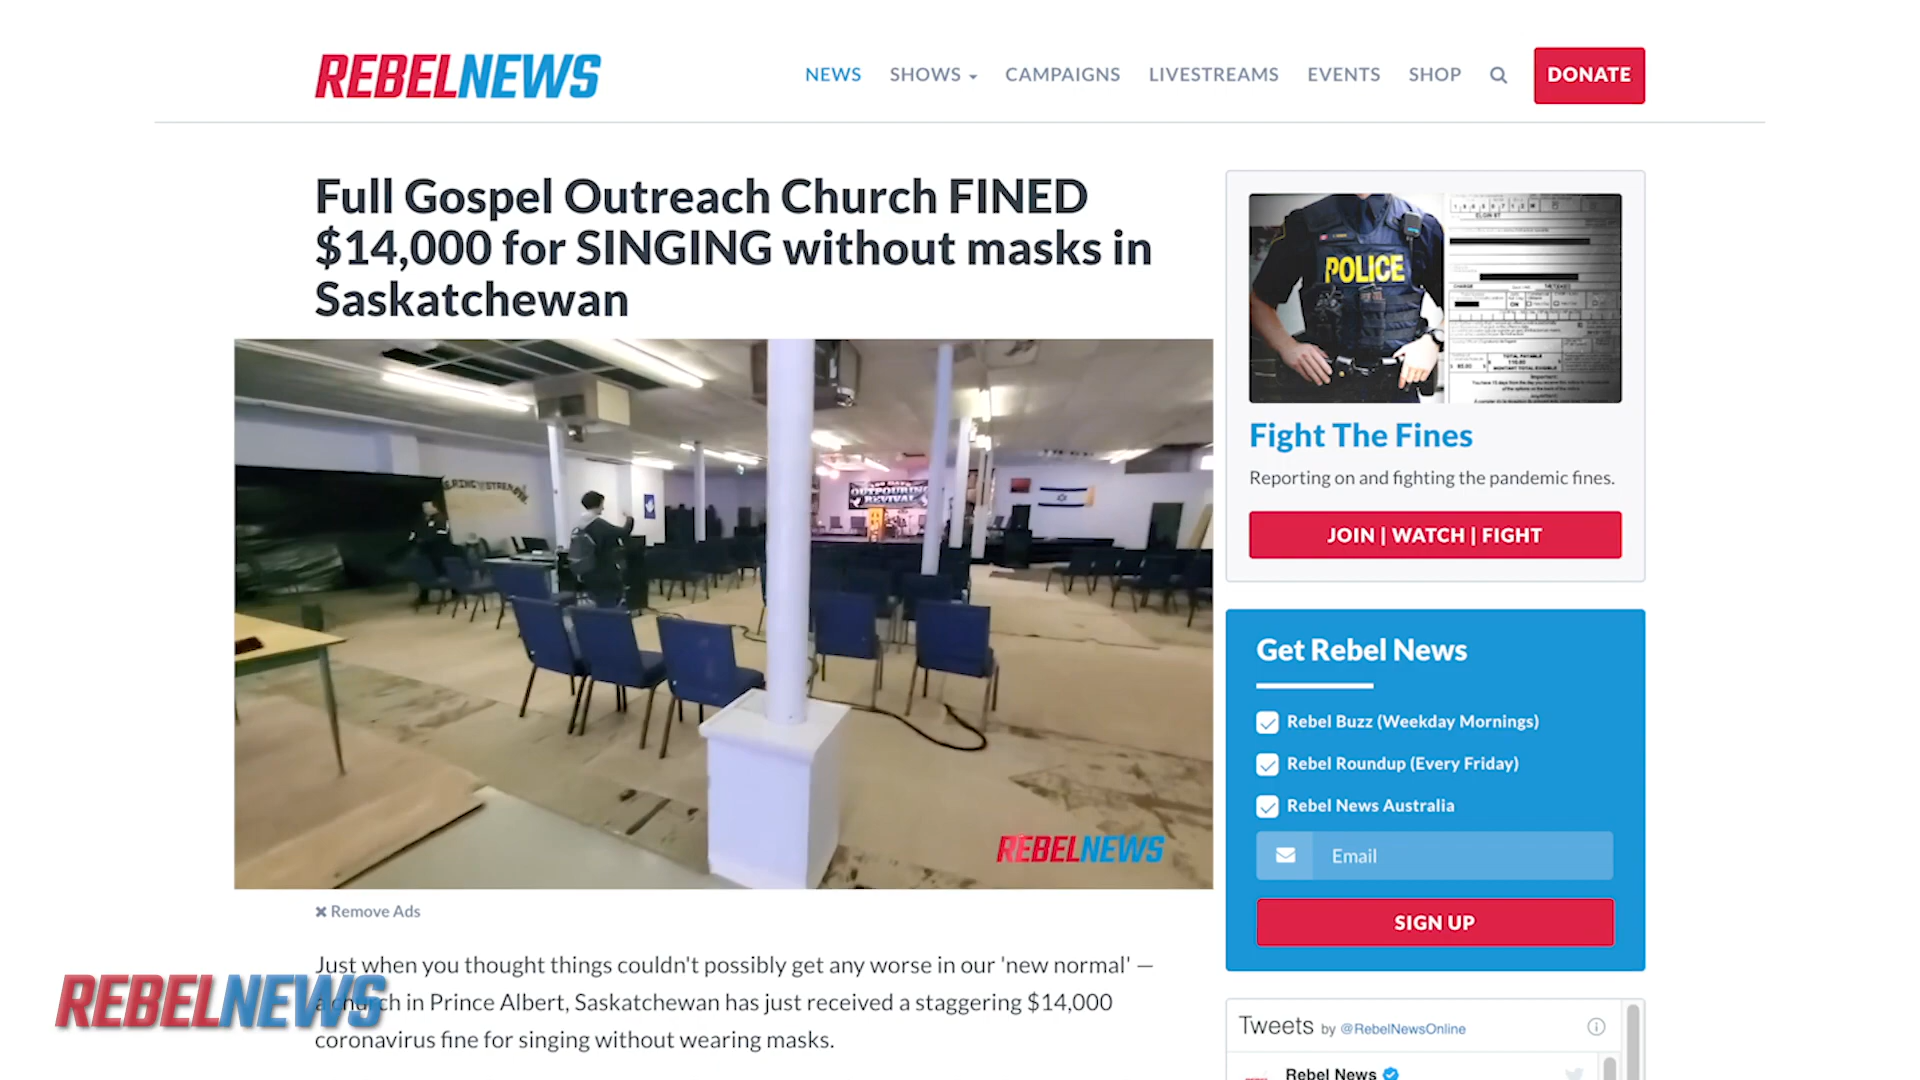 REBELNEWS
NEWS SHOWS CAMPAIGNS LIVESTREAMS EVENTS SHOP DONATE
Full Gospel Outreach Church FINED
$14,000 for SINGING without masks in
Saskatchewan
OUTPOURING
REVIVAL
REBELNEWS
Remove Ads
Just when you thought things couldn't possibly get any worse in our 'new normal' —
a church in Prince Albert, Saskatchewan has just received a staggering $14,000
coronavirus fine for singing without wearing masks.
REBELNEWS
POLICE
Fight The Fines
Reporting on and fighting the pandemic fines.
JOIN | WATCH | FIGHT
Get Rebel News
Rebel Buzz (Weekday Mornings)
Rebel Roundup (Every Friday)
Rebel News Australia
Email
SIGN UP
Tweets by @RebelNewsOnline
Rebel News